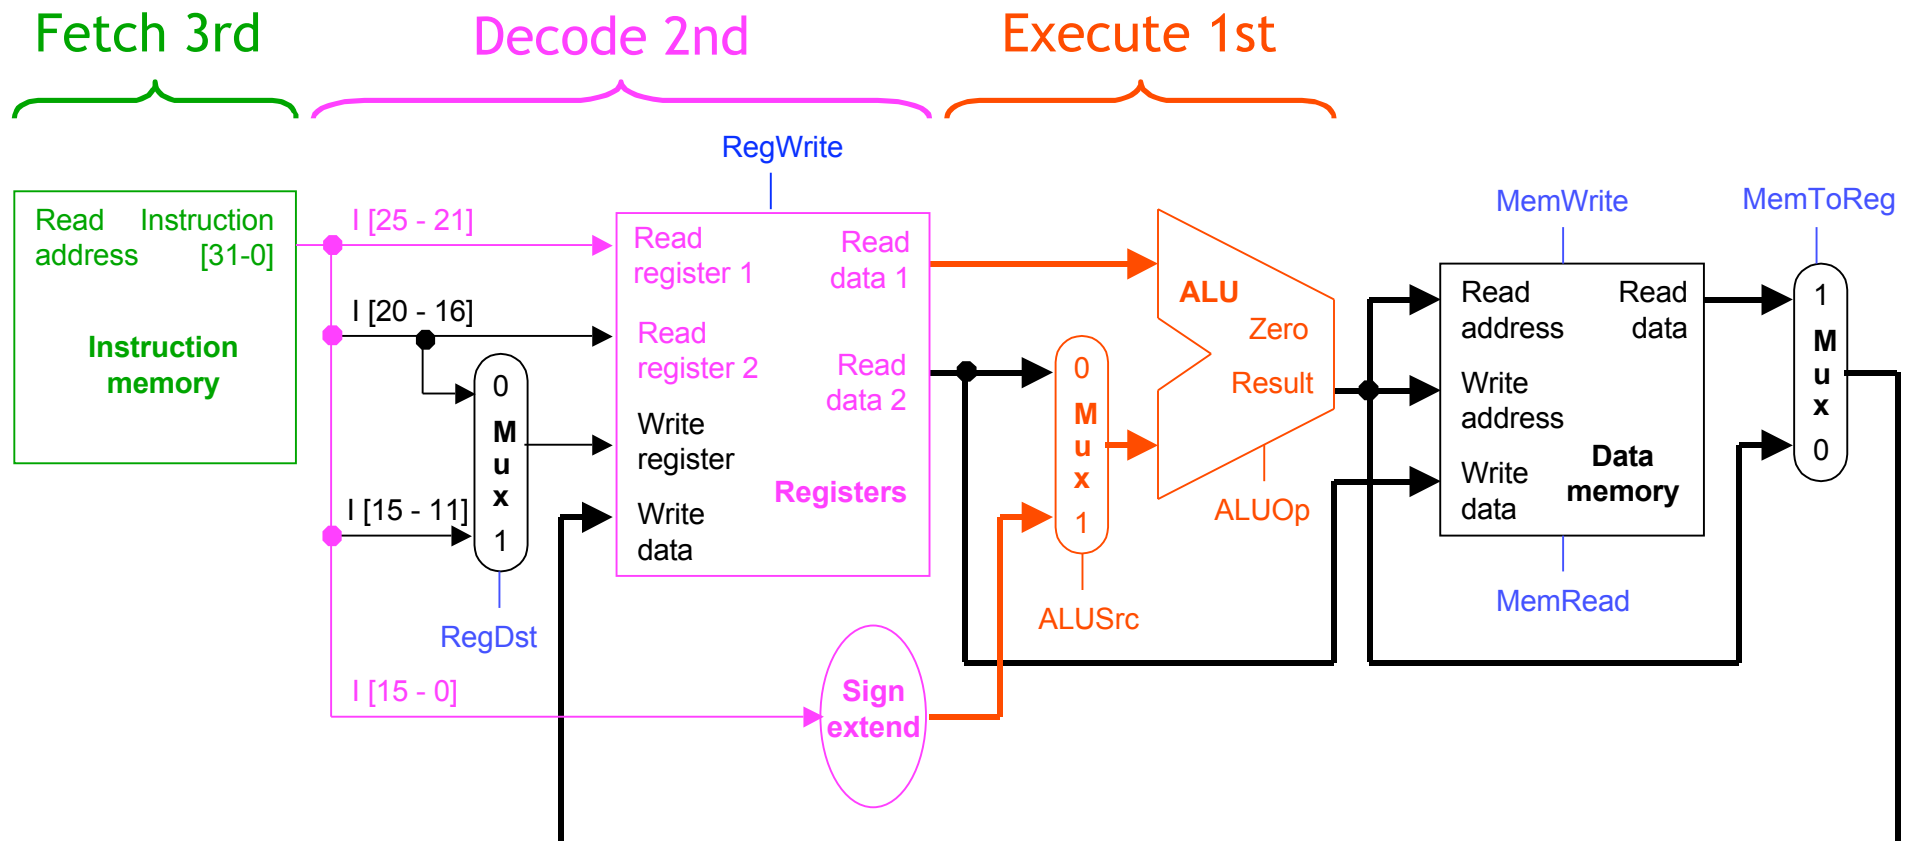 Fetch 3rd
Decode 2nd
Execute 1st
RegWrite
Read address
Instruction [31-0]
Instruction memory
I [25 - 21]
I [20 - 16]
I [15 - 11]
I [15 - 0]
0
M
u
x
1
RegDst
Read register 1
Read data 1
Read register 2
Read data 2
Write register
Write data
Registers
Sign extend
0
M
u
x
1
ALUSrc
ALU
Zero
Result
ALUOp
MemWrite
Read address
Read data
Write address
Write data
Data memory
MemRead
MemToReg
1
M
u
x
0